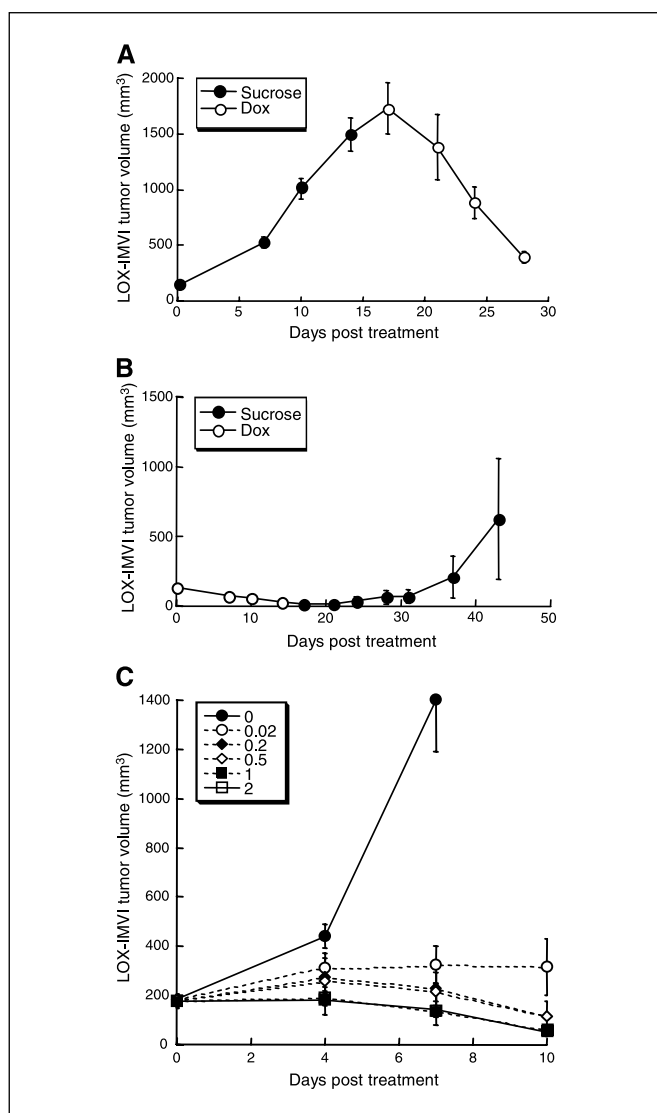 A
LOX-IMVI tumor volume (mm³)
2000
1500
1000
500
0
Sucrose
Dox
0 5 10 15 20 25 30
Days post treatment
B
LOX-IMVI tumor volume (mm³)
1500
1000
500
0
Sucrose
Dox
0 10 20 30 40 50
Days post treatment
C
LOX-IMVI tumor volume (mm³)
1400
1200
1000
800
600
400
200
0
0
0.02
0.2
0.5
1
2
0 2 4 6 8 10
Days post treatment